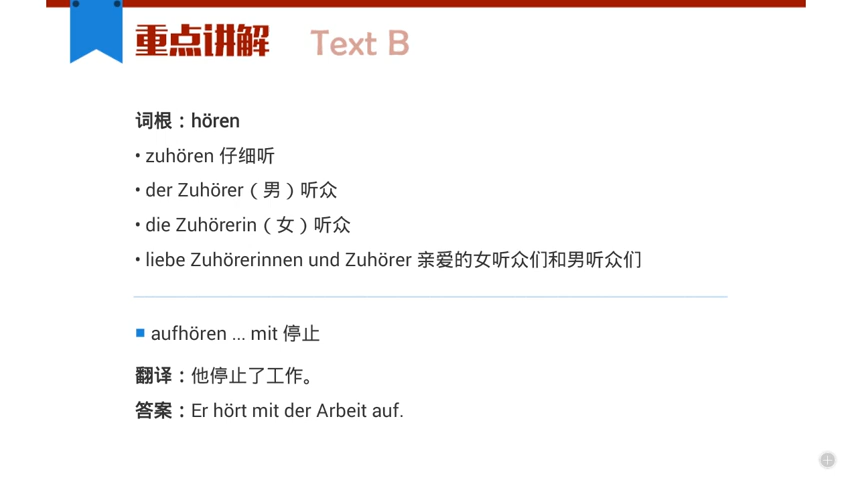 重点讲解 Text B
词根：hören
• zuhören 仔细听
• der Zuhörer（男）听众
• die Zuhörerin（女）听众
• liebe Zuhörerinnen und Zuhörer 亲爱的女听众们和男听众们
■ aufhören ... mit 停止
翻译：他停止了工作。
答案：Er hört mit der Arbeit auf.